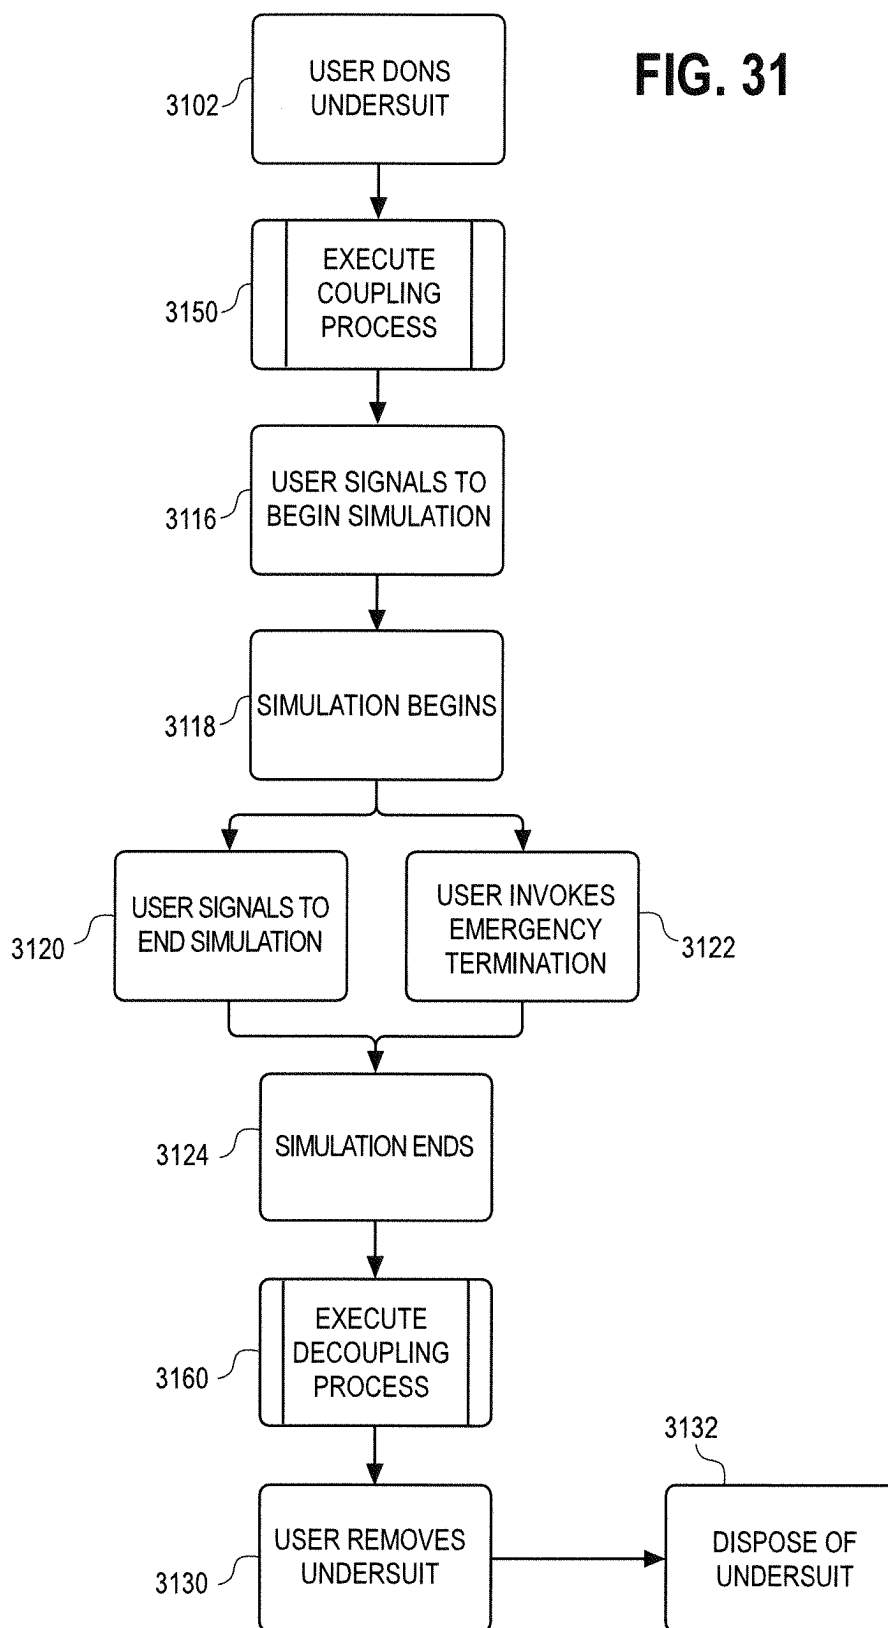 FIG. 31
USER DONS
UNDERSUIT
3102
EXECUTE
COUPLING
PROCESS
3150
USER SIGNALS TO
BEGIN SIMULATION
3116
SIMULATION BEGINS
3118
USER SIGNALS TO
END SIMULATION
3120
USER INVOKES
EMERGENCY
TERMINATION
3122
SIMULATION ENDS
3124
EXECUTE
DECOUPLING
PROCESS
3160
USER REMOVES
UNDERSUIT
3130
3132
DISPOSE OF
UNDERSUIT